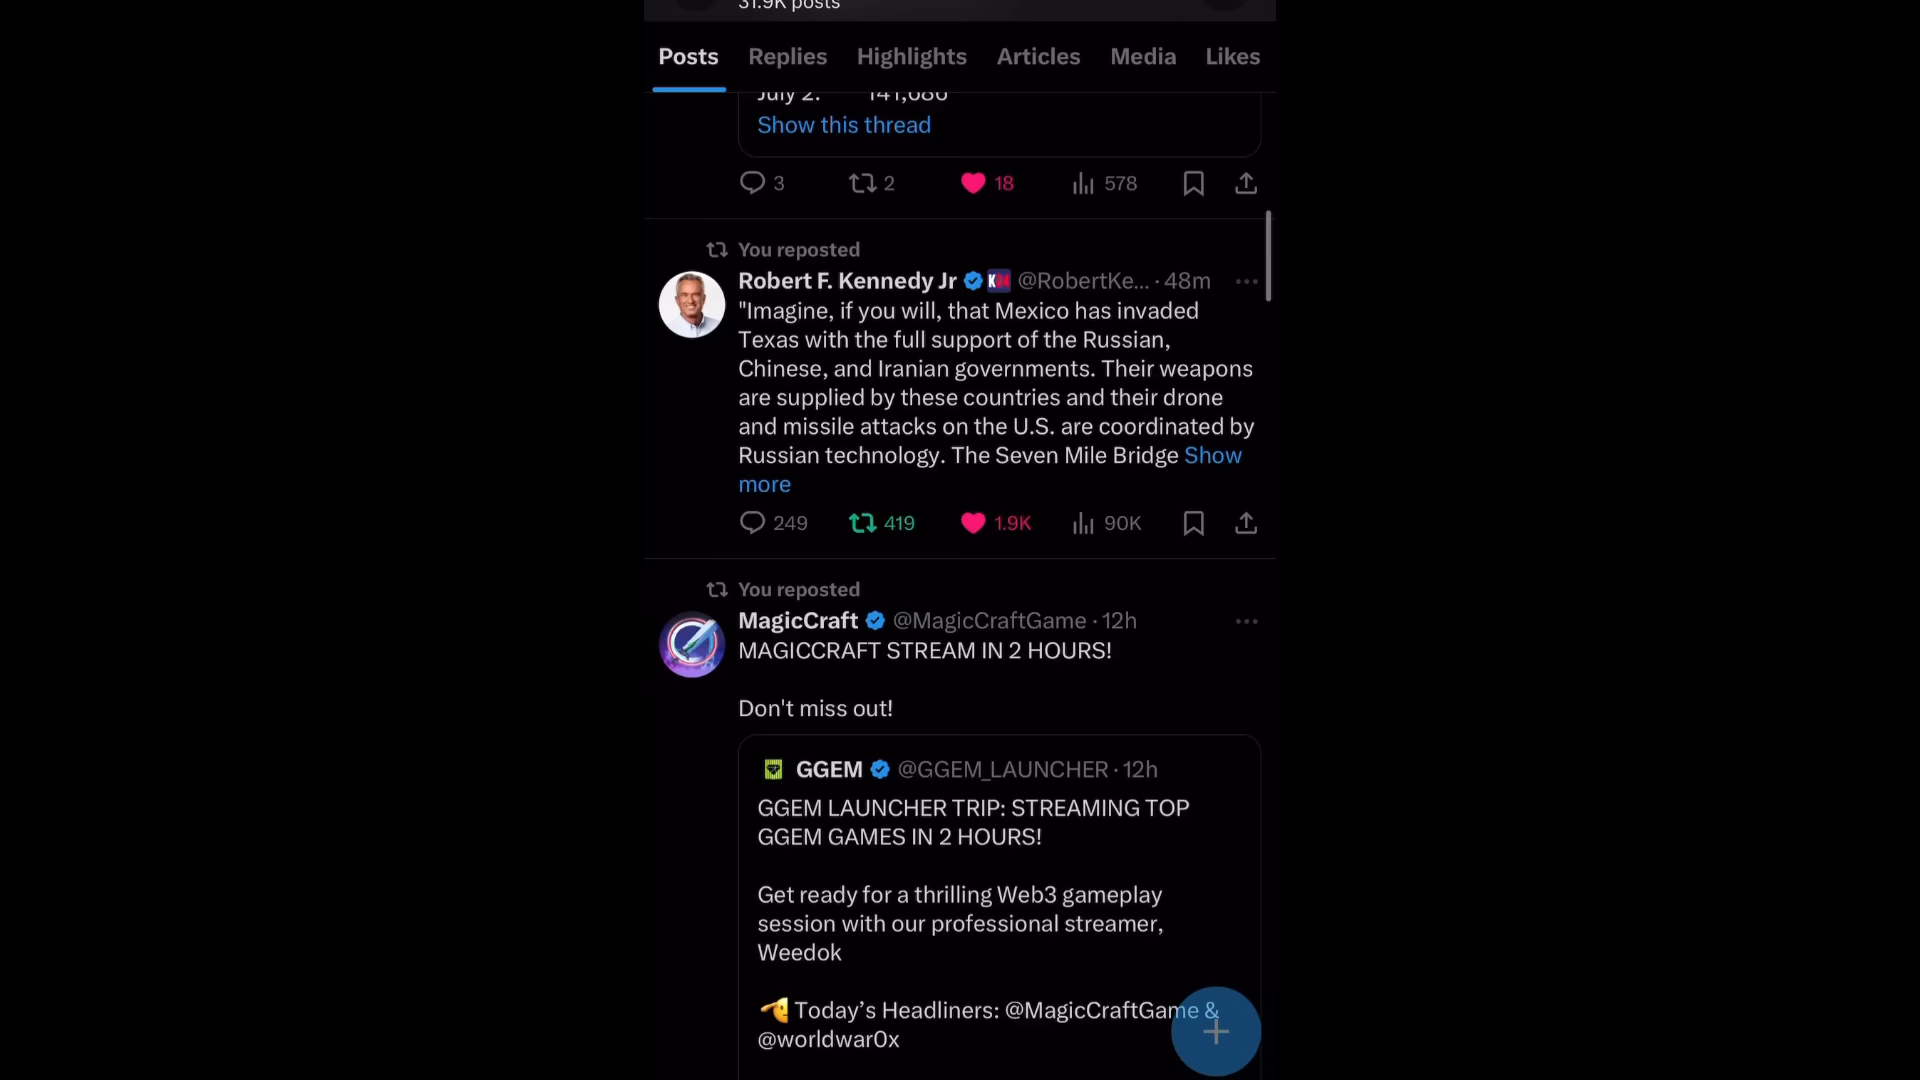 31.9K posts
Posts Replies Highlights Articles Media Likes
July 2. 141,686
Show this thread
3 2 18 578
You reposted
Robert F. Kennedy Jr K24 @RobertKe... · 48m
"Imagine, if you will, that Mexico has invaded
Texas with the full support of the Russian,
Chinese, and Iranian governments. Their weapons
are supplied by these countries and their drone
and missile attacks on the U.S. are coordinated by
Russian technology. The Seven Mile Bridge Show
more
249 419 1.9K 90K
You reposted
MagicCraft @MagicCraftGame · 12h
MAGICCRAFT STREAM IN 2 HOURS!
Don't miss out!
GGEM @GGEM_LAUNCHER · 12h
GGEM LAUNCHER TRIP: STREAMING TOP
GGEM GAMES IN 2 HOURS!
Get ready for a thrilling Web3 gameplay
session with our professional streamer,
Weedok
Today’s Headliners: @MagicCraftGame &
@worldwar0x